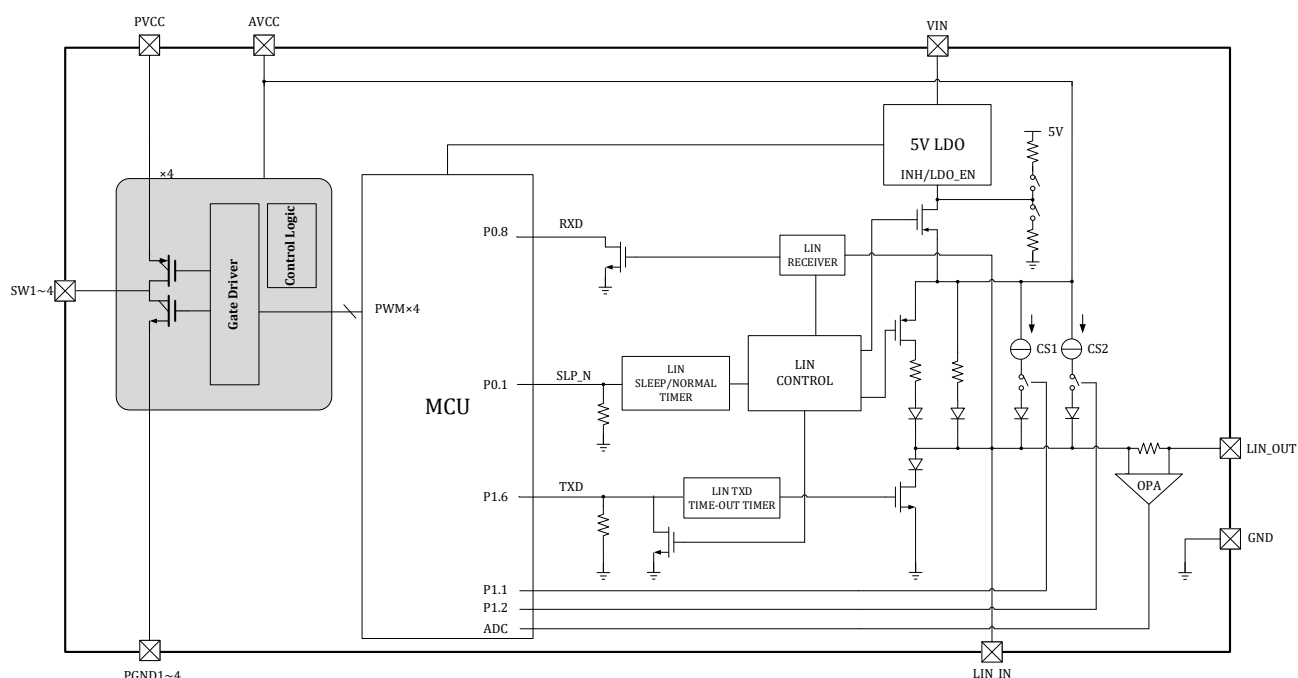 PVCC
AVCC
VIN
5V
5V LDO
INH/LDO_EN
×4
Gate Driver
Control Logic
SW1~4
PWM×4
MCU
P0.8
RXD
LIN
RECEIVER
P0.1
SLP_N
LIN
SLEEP/NORMAL
TIMER
LIN
CONTROL
CS1
CS2
P1.6
TXD
LIN TXD
TIME-OUT TIMER
LIN_OUT
OPA
GND
P1.1
P1.2
ADC
PGND1~4
LIN_IN